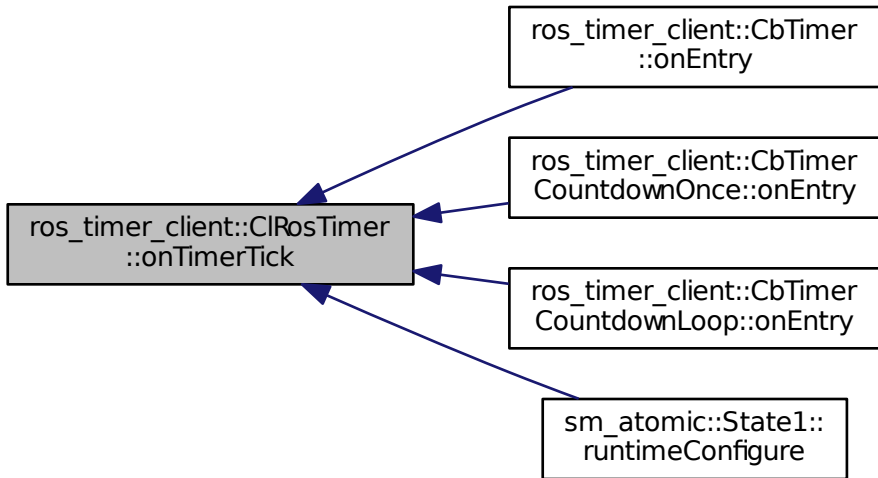 ros_timer_client::CbTimer
::onEntry
ros_timer_client::CbTimer
CountdownOnce::onEntry
ros_timer_client::ClRosTimer
::onTimerTick
ros_timer_client::CbTimer
CountdownLoop::onEntry
sm_atomic::State1::
runtimeConfigure